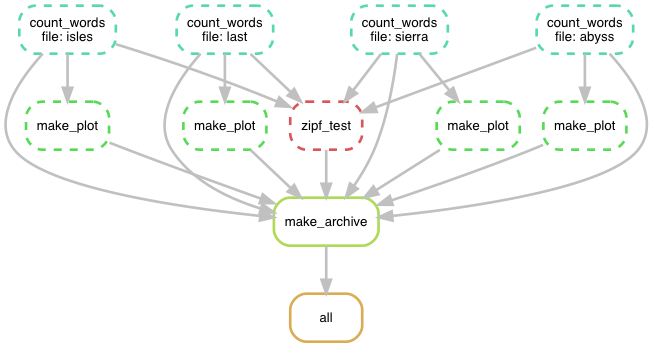 count_words
file: isles
count_words
file: last
count_words
file: sierra
count_words
file: abyss
make_plot
make_plot
zipf_test
make_plot
make_plot
make_archive
all